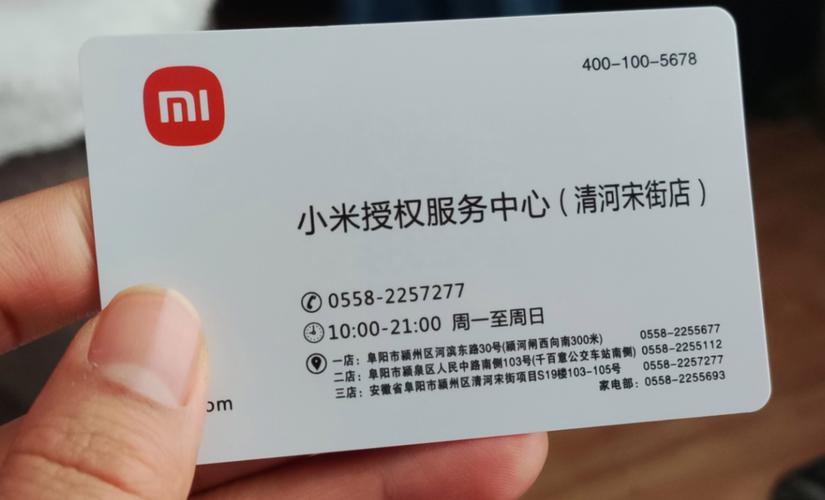 mi
400-100-5678
小米授权服务中心（清河宋街店）
0558-2257277
10:00-21:00 周一至周日
一店：阜阳市颍州区河滨东路30号(颍河闸西向南300米) 0558-2255677
二店：阜阳市颍泉区人民中路南侧103号(千百意公交车站南侧) 0558-2255112
三店：安徽省阜阳市颍州区清河宋街项目S19楼103-105号 0558-2257277
家电部：0558-2255693
om